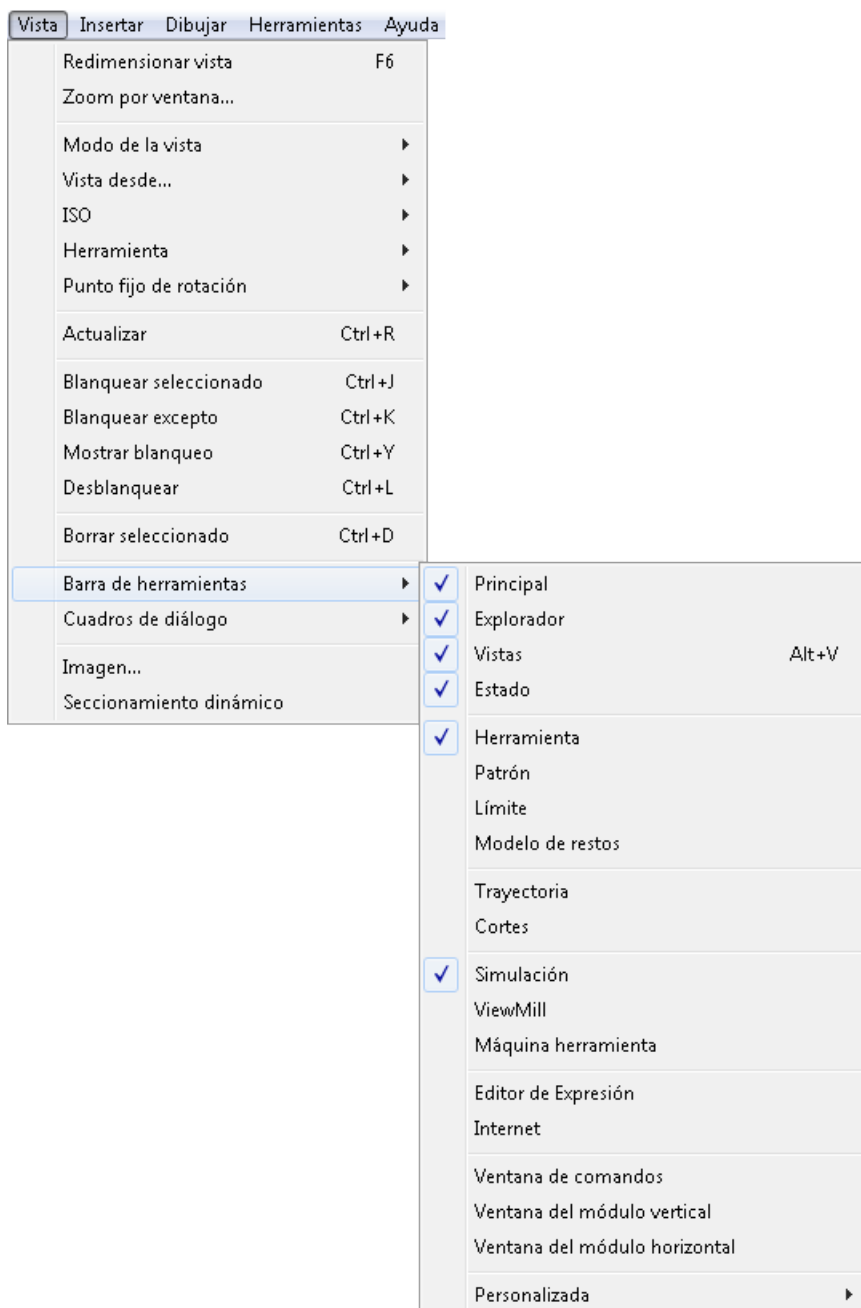 Vista Insertar Dibujar Herramientas Ayuda
Redimensionar vista F6
Zoom por ventana...
Modo de la vista
Vista desde...
ISO
Herramienta
Punto fijo de rotación
Actualizar Ctrl+R
Blanquear seleccionado Ctrl+J
Blanquear excepto Ctrl+K
Mostrar blanqueo Ctrl+Y
Desblanquear Ctrl+L
Borrar seleccionado Ctrl+D
Barra de herramientas
Cuadros de diálogo
Imagen...
Seccionamiento dinámico
Principal
Explorador
Vistas Alt+V
Estado
Herramienta
Patrón
Límite
Modelo de restos
Trayectoria
Cortes
Simulación
ViewMill
Máquina herramienta
Editor de Expresión
Internet
Ventana de comandos
Ventana del módulo vertical
Ventana del módulo horizontal
Personalizada